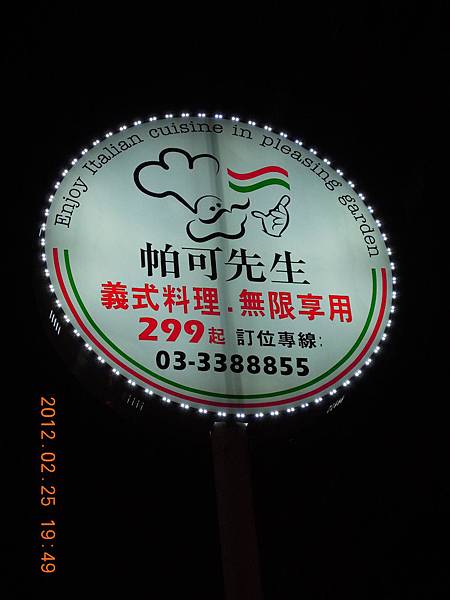 Enjoy Italian cuisine in pleasing garden
帕可先生
義式料理.無限享用
299起 訂位專線:
03-3388855
2012.02.25 19:49